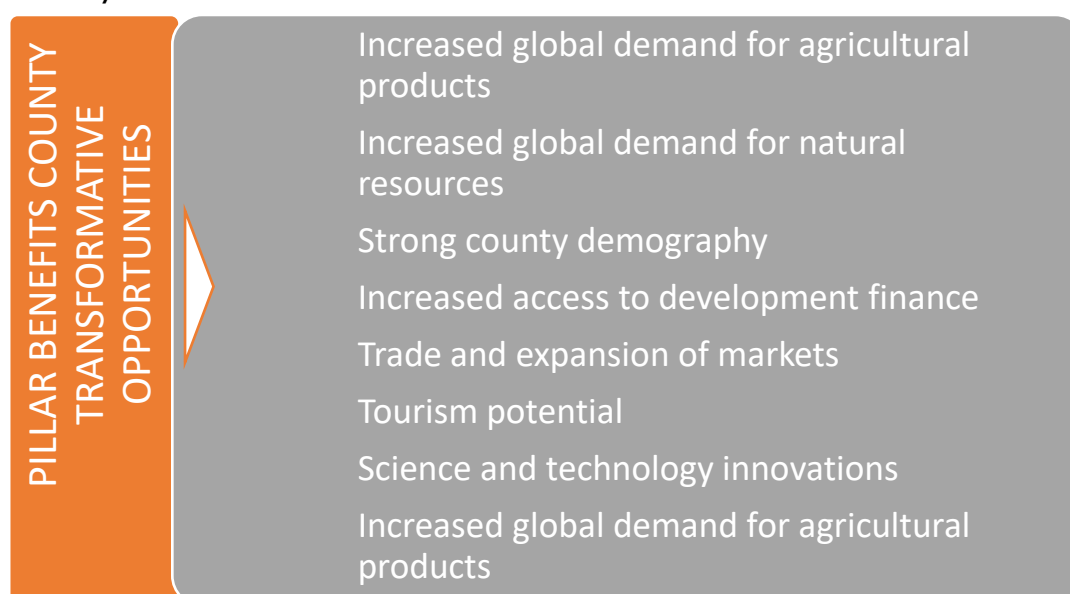 PILLAR BENEFITS COUNTY
TRANSFORMATIVE
OPPORTUNITIES
Increased global demand for agricultural
products
Increased global demand for natural
resources
Strong county demography
Increased access to development finance
Trade and expansion of markets
Tourism potential
Science and technology innovations
Increased global demand for agricultural
products